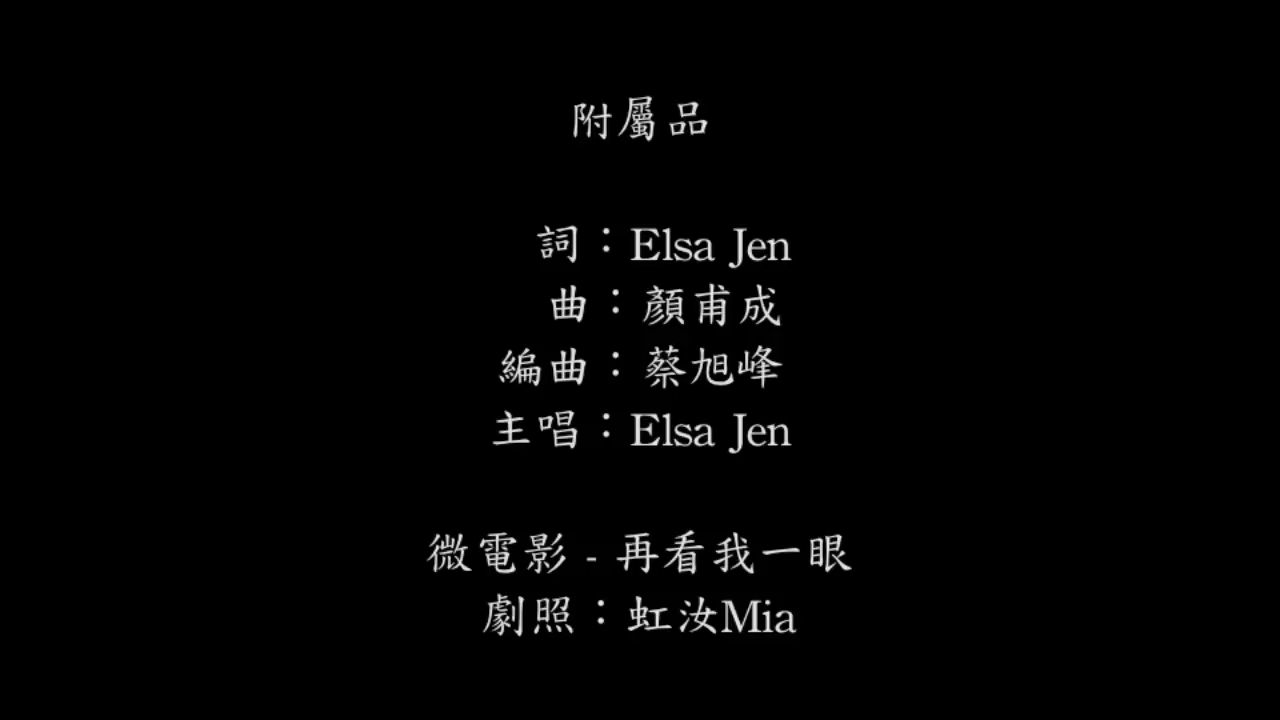 附屬品
詞：Elsa Jen
曲：顏甫成
編曲：蔡旭峰
主唱：Elsa Jen
微電影 - 再看我一眼
劇照：虹汝Mia